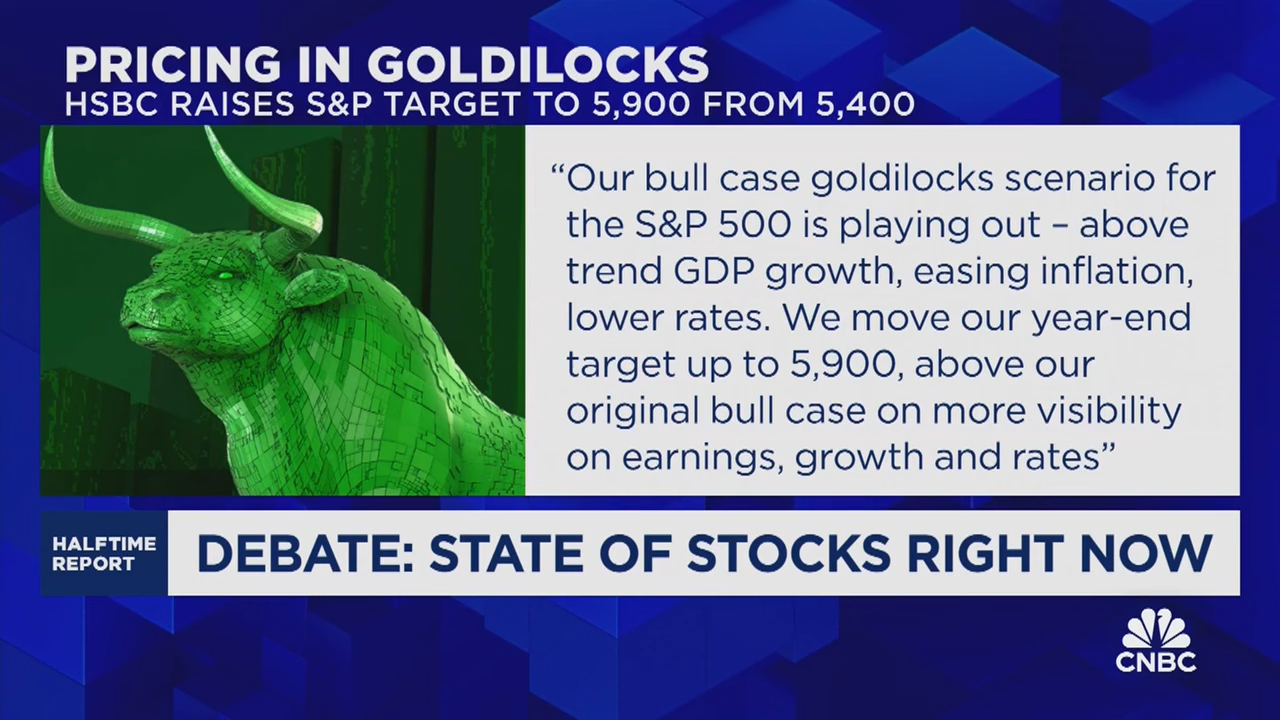 PRICING IN GOLDILOCKS
HSBC RAISES S&P TARGET TO 5,900 FROM 5,400
“Our bull case goldilocks scenario for
the S&P 500 is playing out – above
trend GDP growth, easing inflation,
lower rates. We move our year-end
target up to 5,900, above our
original bull case on more visibility
on earnings, growth and rates”
HALFTIME
REPORT
DEBATE: STATE OF STOCKS RIGHT NOW
CNBC